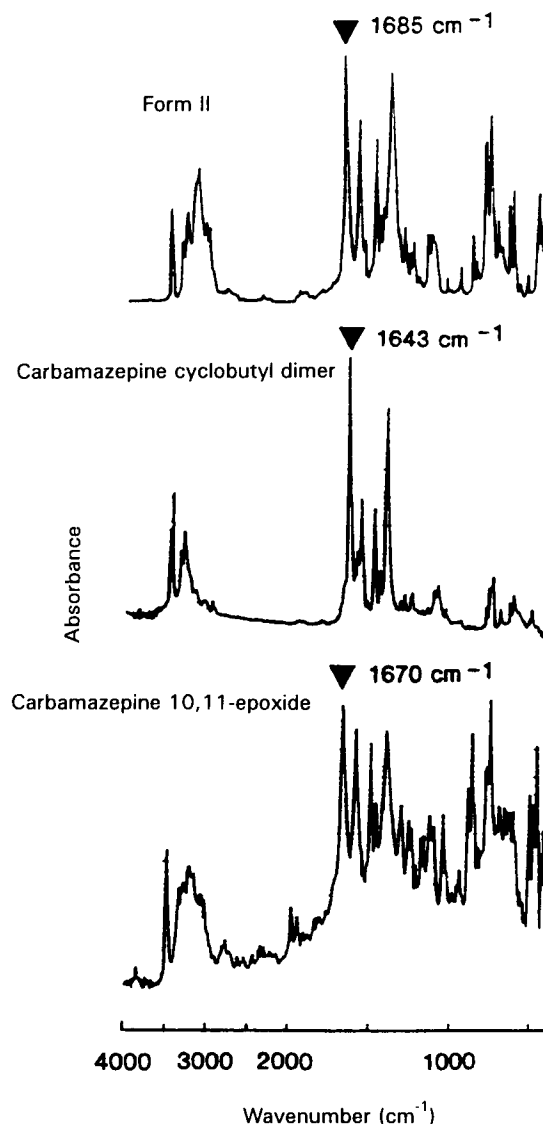 1685 cm⁻¹
Form II
1643 cm⁻¹
Carbamazepine cyclobutyl dimer
Absorbance
1670 cm⁻¹
Carbamazepine 10,11-epoxide
4000 3000 2000 1000
Wavenumber (cm⁻¹)